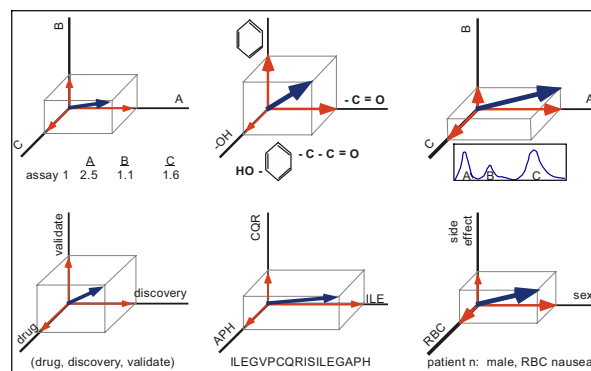 B
A
C
A B C
assay 1 2.5 1.1 1.6
- C = O
-OH
HO - - C - C = O
B
A
C
A B C
validate
discovery
drug
(drug, discovery, validate)
CQR
ILE
APH
ILEGVPCQRISILEGAPH
side
effect
sex
RBC
patient n: male, RBC nausea